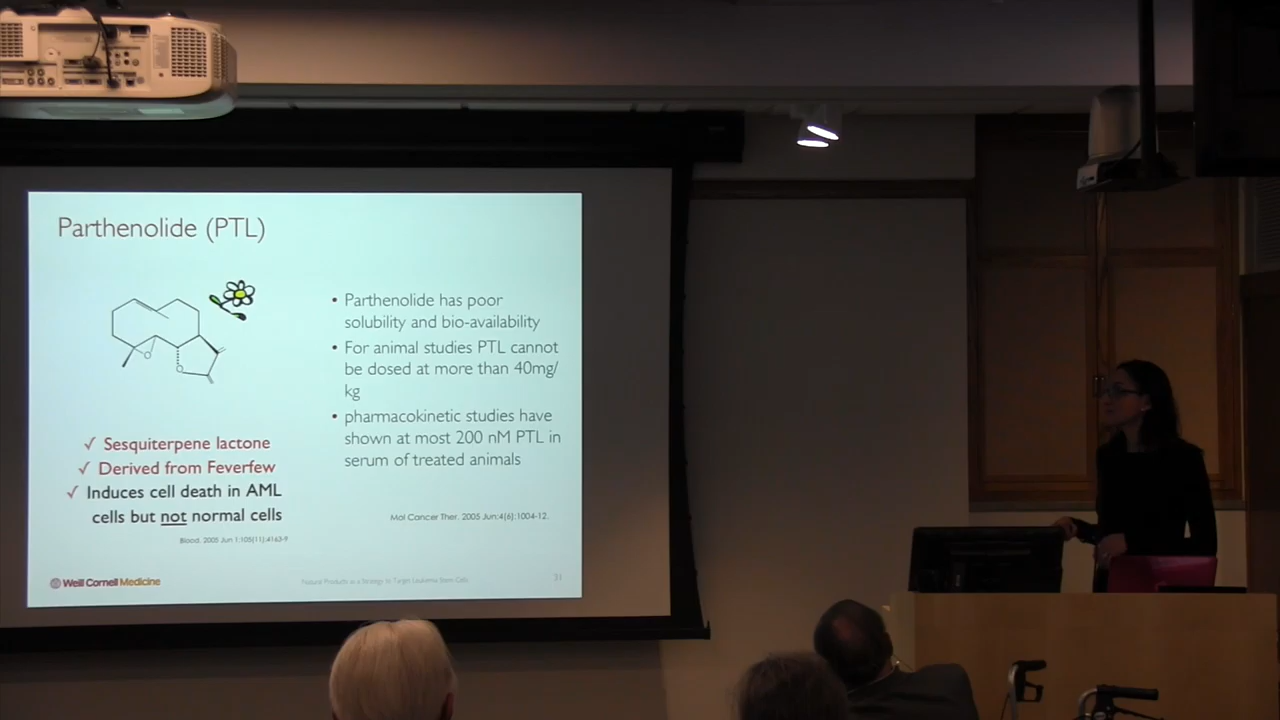 Parthenolide (PTL)
• Parthenolide has poor
solubility and bio-availability
• For animal studies PTL cannot
be dosed at more than 40mg/
kg
• pharmacokinetic studies have
shown at most 200 nM PTL in
serum of treated animals
✓ Sesquiterpene lactone
✓ Derived from Feverfew
✓ Induces cell death in AML
cells but not normal cells
Mol Cancer Ther. 2005 Jun;4(6):1004-12.
Blood. 2005 Jun 1;105(11):4163-9
Weill Cornell Medicine
Natural Products as a Strategy to Target Leukemia Stem Cells
31